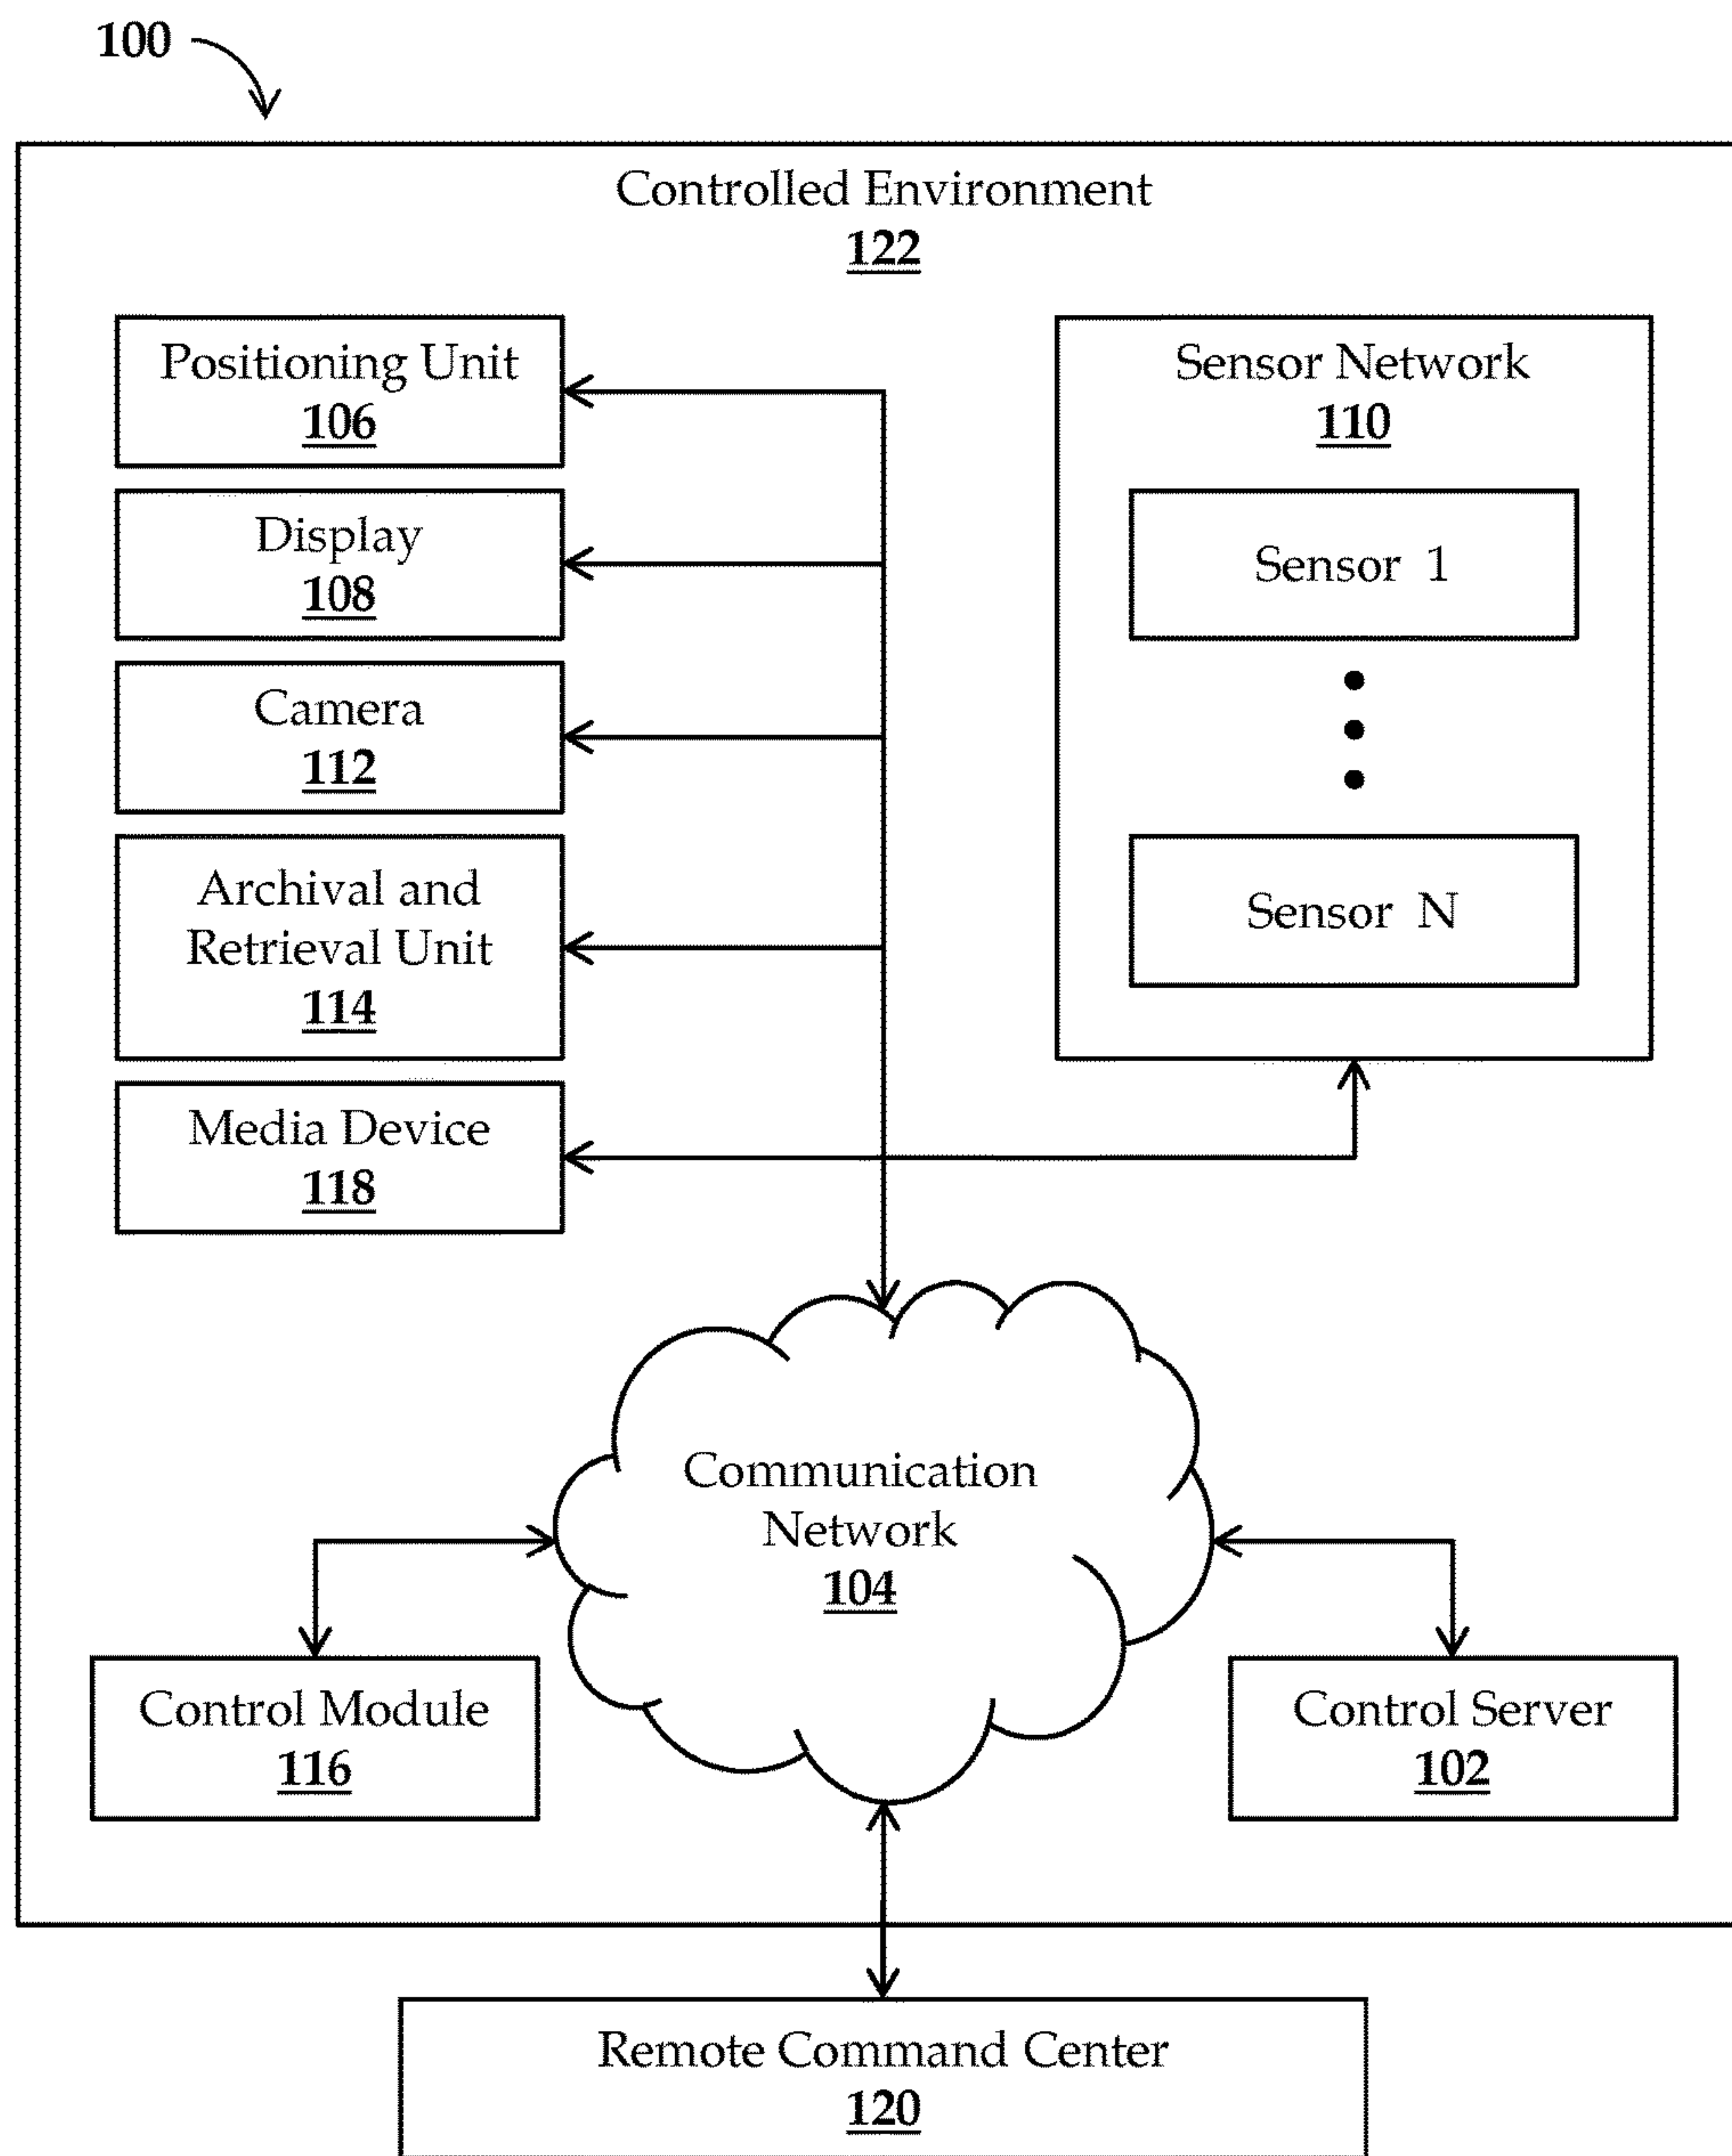 100
Controlled Environment
122
Positioning Unit
106
Display
108
Camera
112
Archival and
Retrieval Unit
114
Media Device
118
Sensor Network
110
Sensor 1
Sensor N
Communication
Network
104
Control Module
116
Control Server
102
Remote Command Center
120